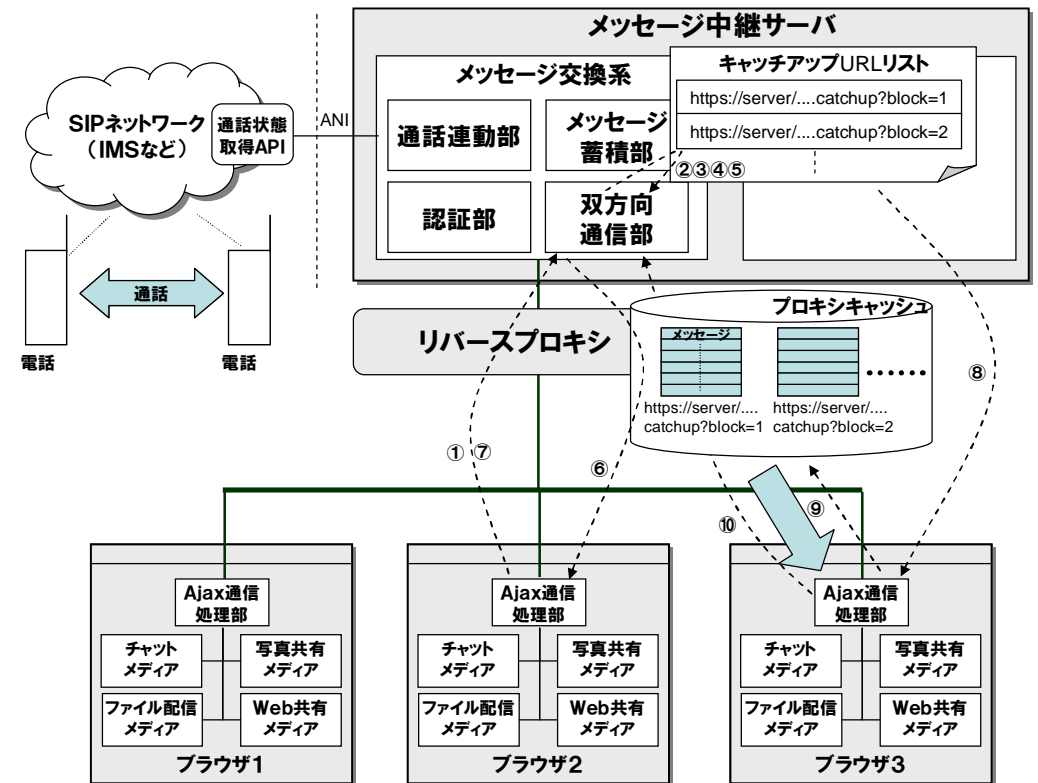 メッセージ中継サーバ
メッセージ交換系
キャッチアップURLリスト
https://server/....catchup?block=1
https://server/....catchup?block=2
SIPネットワーク
（IMSなど）
通話状態
取得API
ANI
通話連動部
メッセージ
蓄積部
②③④⑤
認証部
双方向
通信部
通話
電話
電話
リバースプロキシ
プロキシキャッシュ
メッセージ
https://server/....
catchup?block=1
https://server/....
catchup?block=2
⑧
①
⑦
⑥
⑨
⑩
Ajax通信
処理部
チャット
メディア
写真共有
メディア
ファイル配信
メディア
Web共有
メディア
ブラウザ1
Ajax通信
処理部
チャット
メディア
写真共有
メディア
ファイル配信
メディア
Web共有
メディア
ブラウザ2
Ajax通信
処理部
チャット
メディア
写真共有
メディア
ファイル配信
メディア
Web共有
メディア
ブラウザ3